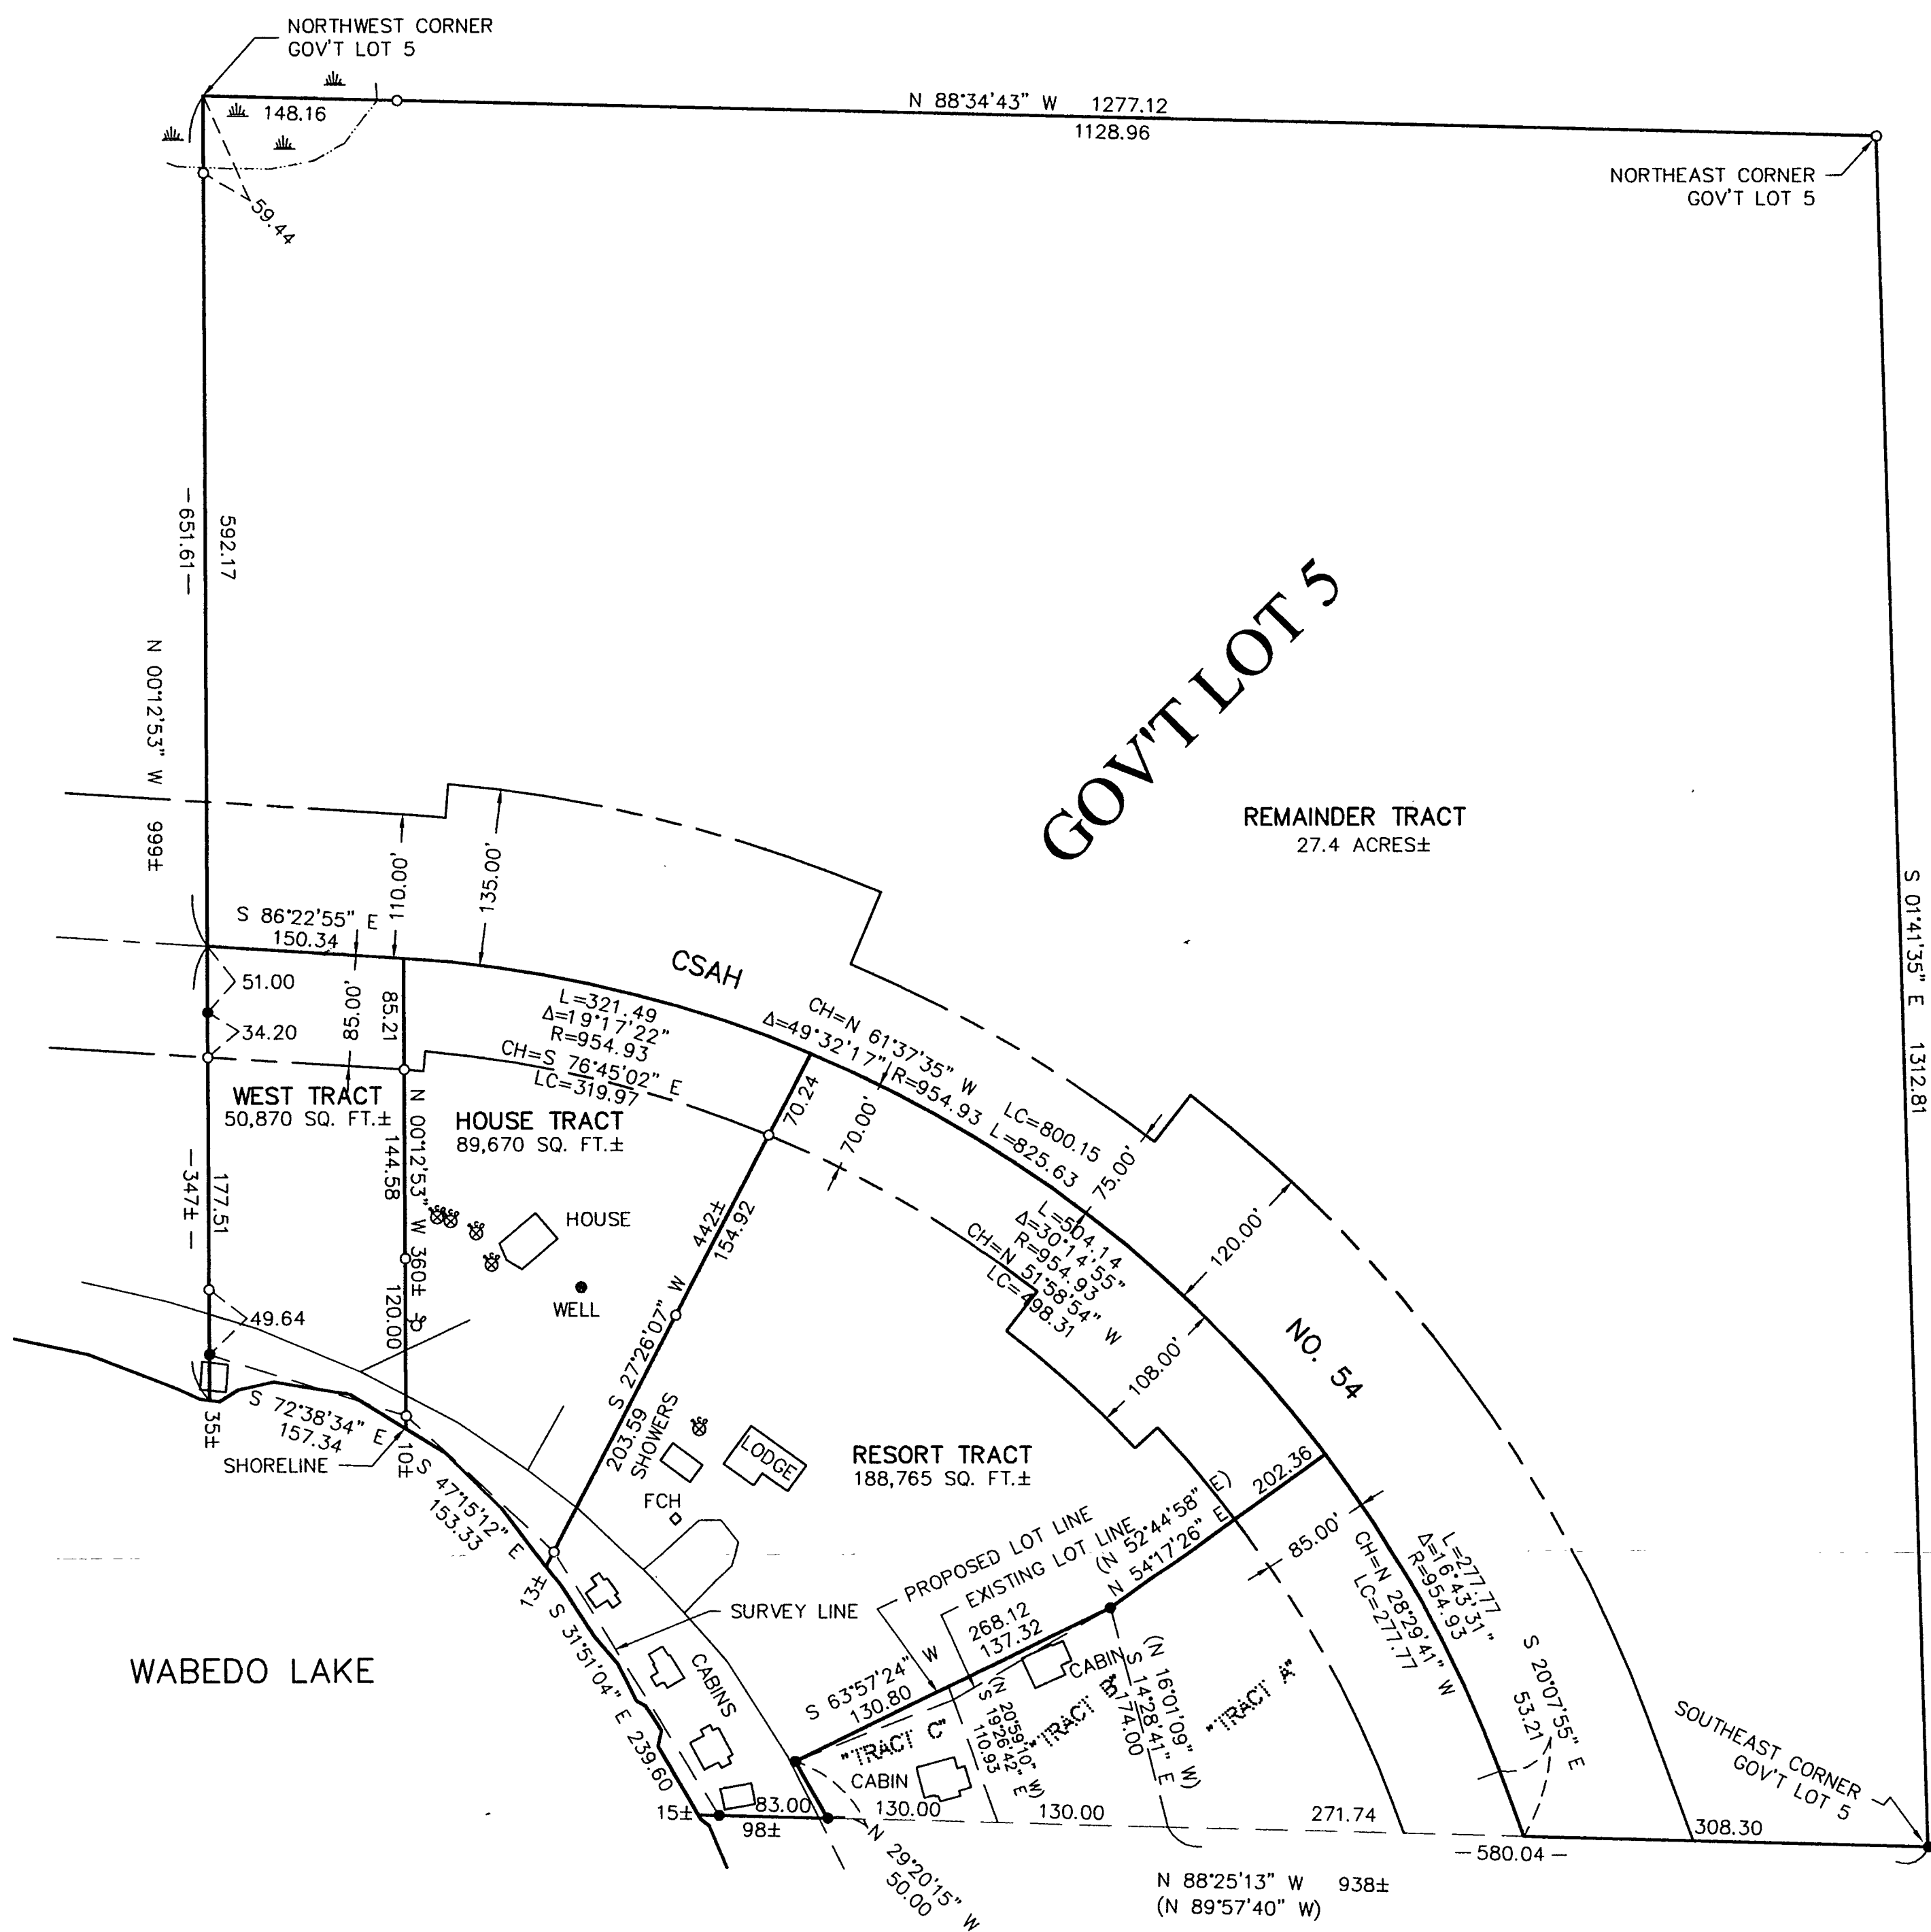 NORTHWEST CORNER
GOV'T LOT 5
148.16
N 88°34'43" W 1277.12
1128.96
NORTHEAST CORNER
GOV'T LOT 5
59.44
—651.61—
592.17
N 00°12'53" W 999±
GOV'T LOT 5
REMAINDER TRACT
27.4 ACRES±
S 01°41'35" E 1312.81
110.00'
135.00'
S 86°22'55" E
150.34
CSAH
51.00
34.20
85.00'
85.21
L=321.49
Δ=19°17'22"
R=954.93
CH=S 76°45'02" E
LC=319.97
CH=N 61°37'35" W
Δ=49°32'17"
R=954.93
LC=800.15
L=825.63
70.24
70.00'
75.00'
120.00'
WEST TRACT
50,870 SQ. FT.±
HOUSE TRACT
89,670 SQ. FT.±
N 00°12'53" W 360±
144.58
120.00
177.51
—347± —
HOUSE
WELL
442±
154.92
S 27°26'07" W
203.59
L=504.14
Δ=30°14'55"
R=954.93
CH=N 51°58'54" W
LC=498.31
108.00'
NO. 54
49.64
35±
S 72°38'34" E
157.34
SHORELINE
10±
S 47°15'12" E
153.33
SHOWERS
LODGE
FCH
RESORT TRACT
188,765 SQ. FT.±
202.36
PROPOSED LOT LINE
EXISTING LOT LINE
(N 52°44'58" E)
N 54°17'26" E
85.00'
L=277.77
Δ=16°43'31"
R=954.93
CH=N 28°29'41" W
LC=277.77
13±
SURVEY LINE
S 31°51'04" E 239.60
CABINS
268.12
137.32
S 63°57'24" W
130.80
CABIN
WABEDO LAKE
"TRACT C"
"TRACT B"
"TRACT A"
(N 20°59'10" W)
S 19°26'42" E
110.93
(N 16°01'09" W)
S 14°28'41" E
174.00
S 20°07'55" E
53.21
SOUTHEAST CORNER
GOV'T LOT 5
CABIN
15±
83.00
98±
130.00
130.00
271.74
308.30
—580.04—
N 29°20'15" W
50.00
N 88°25'13" W 938±
(N 89°57'40" W)